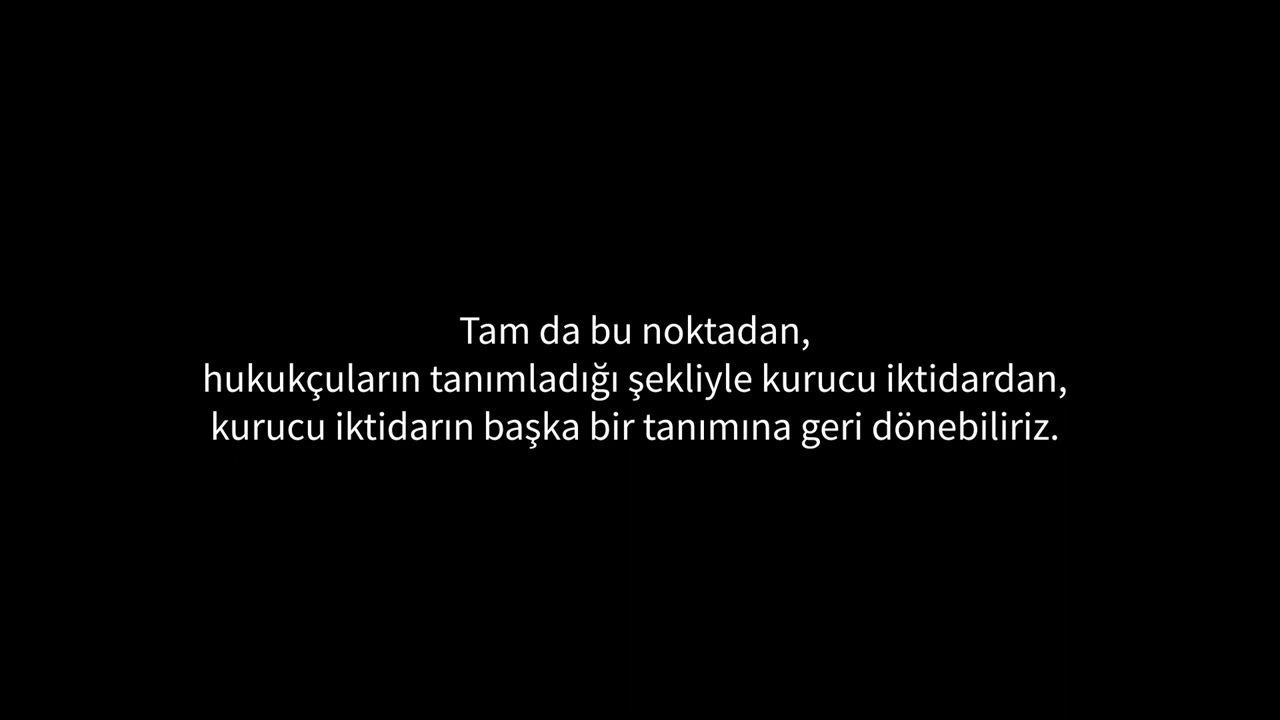 Tam da bu noktadan,
hukukçuların tanımladığı şekliyle kurucu iktidardan,
kurucu iktidarın başka bir tanımına geri dönebiliriz.